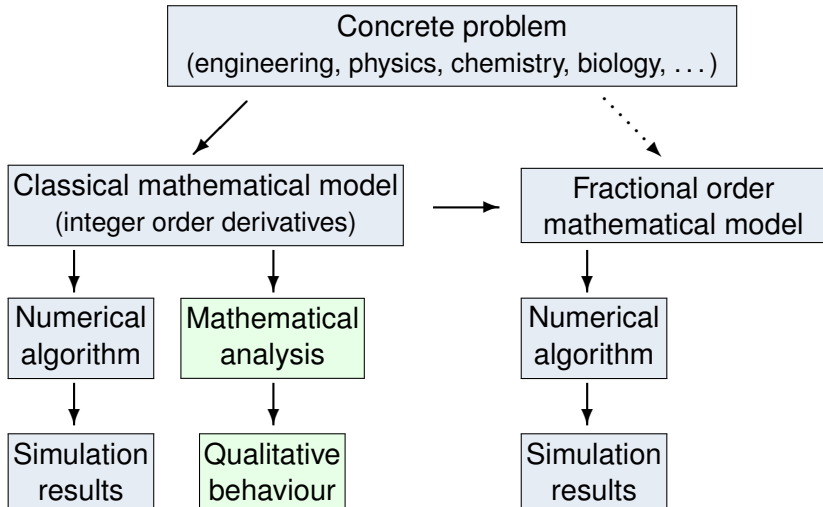 Concrete problem
(engineering, physics, chemistry, biology, . . . )
Classical mathematical model
(integer order derivatives)
Fractional order
mathematical model
Numerical
algorithm
Mathematical
analysis
Numerical
algorithm
Simulation
results
Qualitative
behaviour
Simulation
results